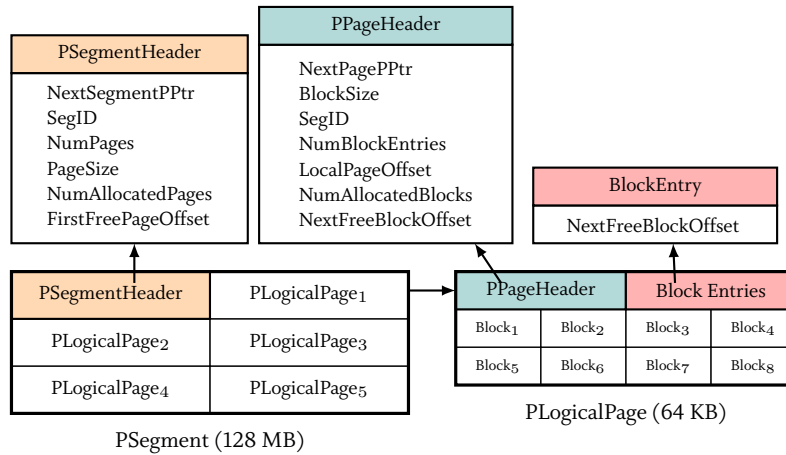 PSegmentHeader
NextSegmentPPtr
SegID
NumPages
PageSize
NumAllocatedPages
FirstFreePageOffset
PPageHeader
NextPagePPtr
BlockSize
SegID
NumBlockEntries
LocalPageOffset
NumAllocatedBlocks
NextFreeBlockOffset
BlockEntry
NextFreeBlockOffset
PSegmentHeader PLogicalPage1
PLogicalPage2 PLogicalPage3
PLogicalPage4 PLogicalPage5
PSegment (128 MB)
PPageHeader Block Entries
Block1 Block2 Block3 Block4
Block5 Block6 Block7 Block8
PLogicalPage (64 KB)